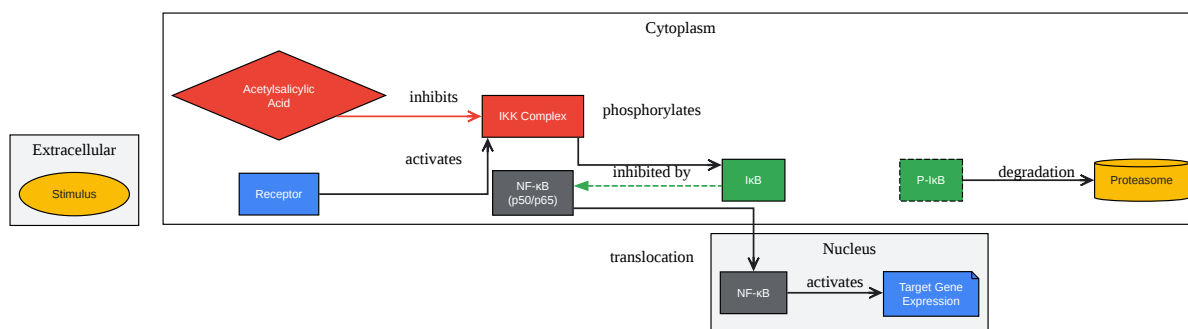 Cytoplasm
Acetylsalicylic
Acid
inhibits
IKK Complex
phosphorylates
Extracellular
Stimulus
activates
Receptor
NF-κB
(p50/p65)
inhibited by
IκB
P-IκB
degradation
Proteasome
translocation
Nucleus
NF-κB
activates
Target Gene
Expression